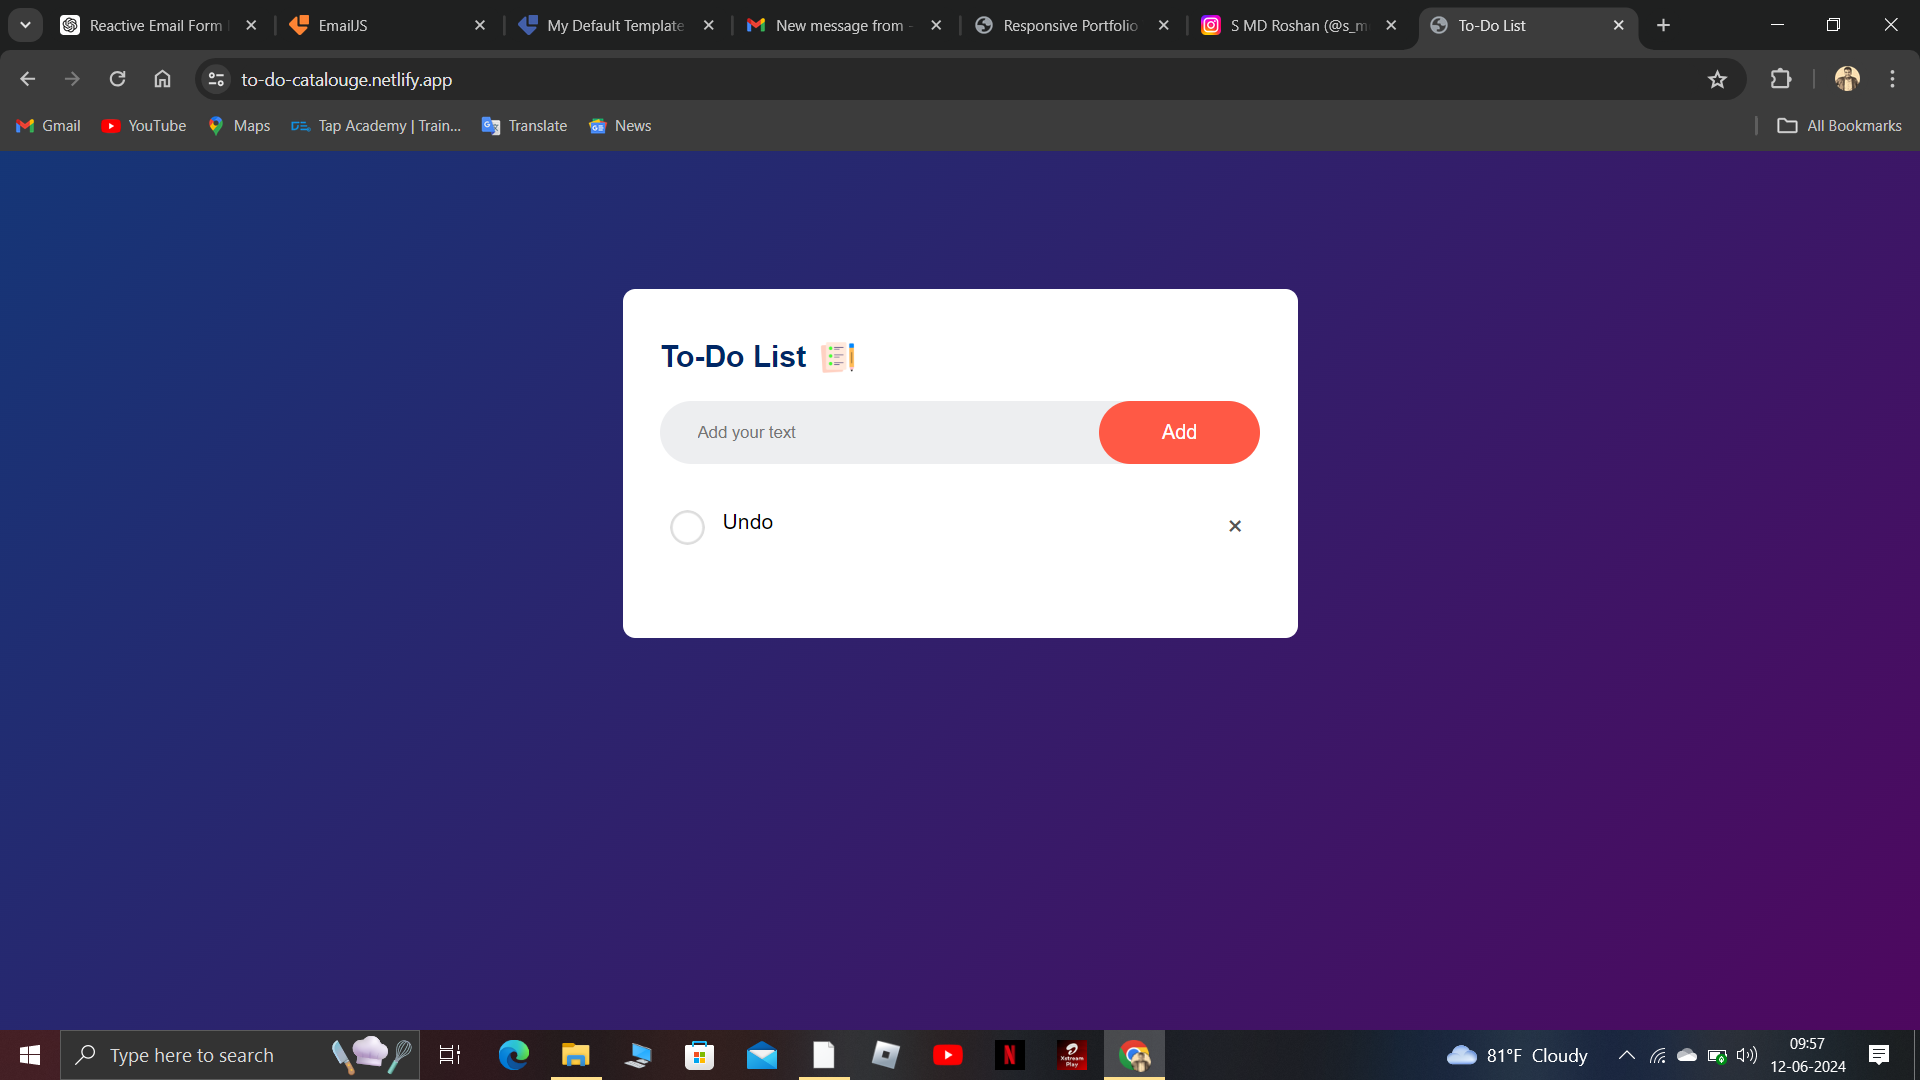 Reactive Email Form
EmailJS
My Default Template
New message from -
Responsive Portfolio
S MD Roshan (@s_m
To-Do List
to-do-catalouge.netlify.app
Gmail
YouTube
Maps
Tap Academy | Train...
Translate
News
All Bookmarks
To-Do List
Add your text
Add
Undo
Type here to search
81°F Cloudy
09:57
12-06-2024